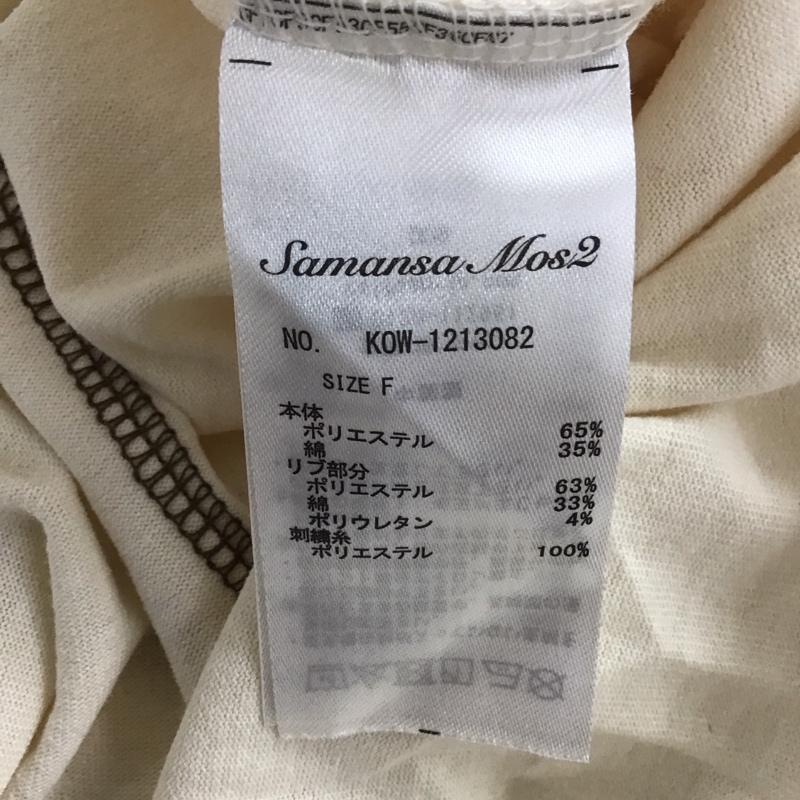 Samansa Mos2
NO. KOW-1213082
SIZE F
本体
ポリエステル 65%
綿 35%
リブ部分
ポリエステル 63%
綿 33%
ポリウレタン 4%
刺繍糸
ポリエステル 100%